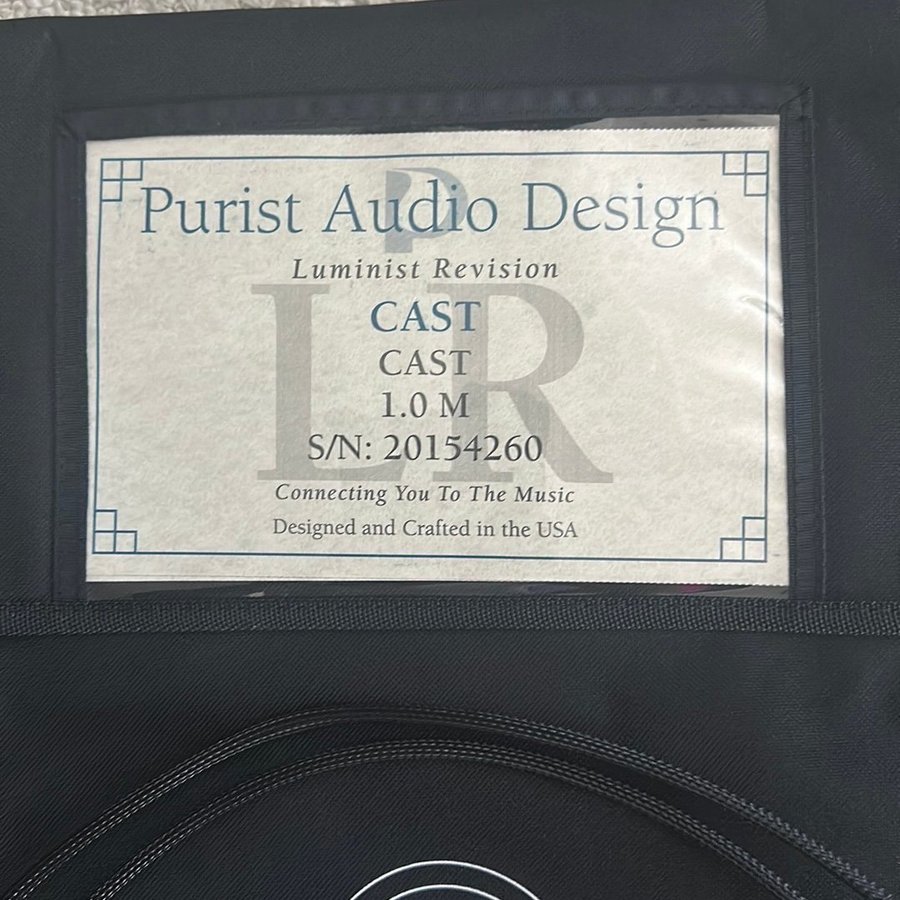 Purist Audio Design
Luminist Revision
CAST
CAST
1.0 M
S/N: 20154260
Connecting You To The Music
Designed and Crafted in the USA
P
LR